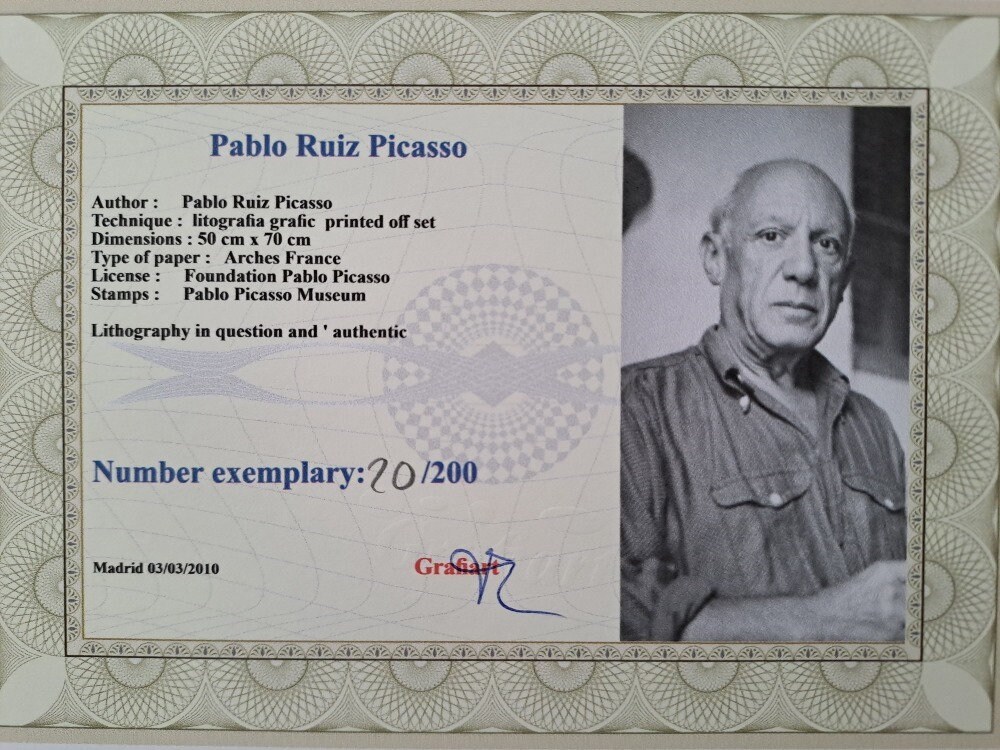 Pablo Ruiz Picasso
Author : Pablo Ruiz Picasso
Technique : litografia grafic printed off set
Dimensions : 50 cm x 70 cm
Type of paper : Arches France
License : Foundation Pablo Picasso
Stamps : Pablo Picasso Museum
Lithography in question and ' authentic
Number exemplary: 20 /200
Madrid 03/03/2010
Grafiart